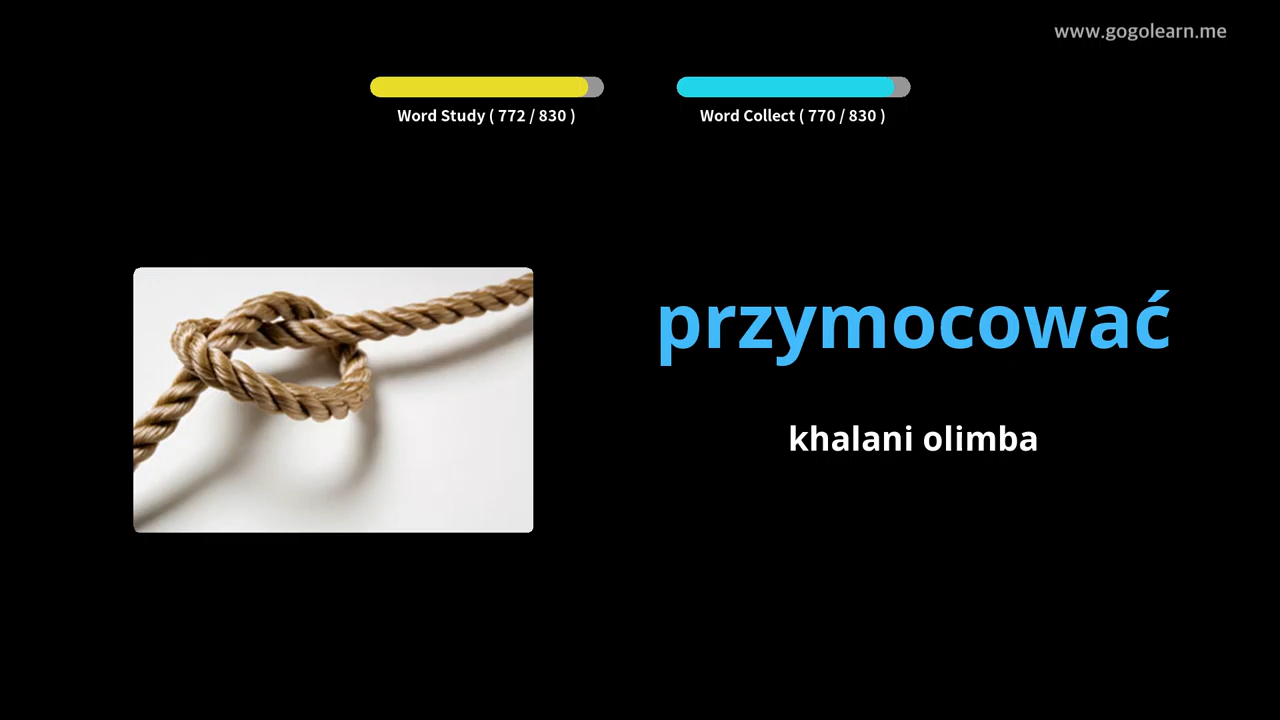 www.gogolearn.me
Word Study ( 772 / 830 )
Word Collect ( 770 / 830 )
przymocować
khalani olimba